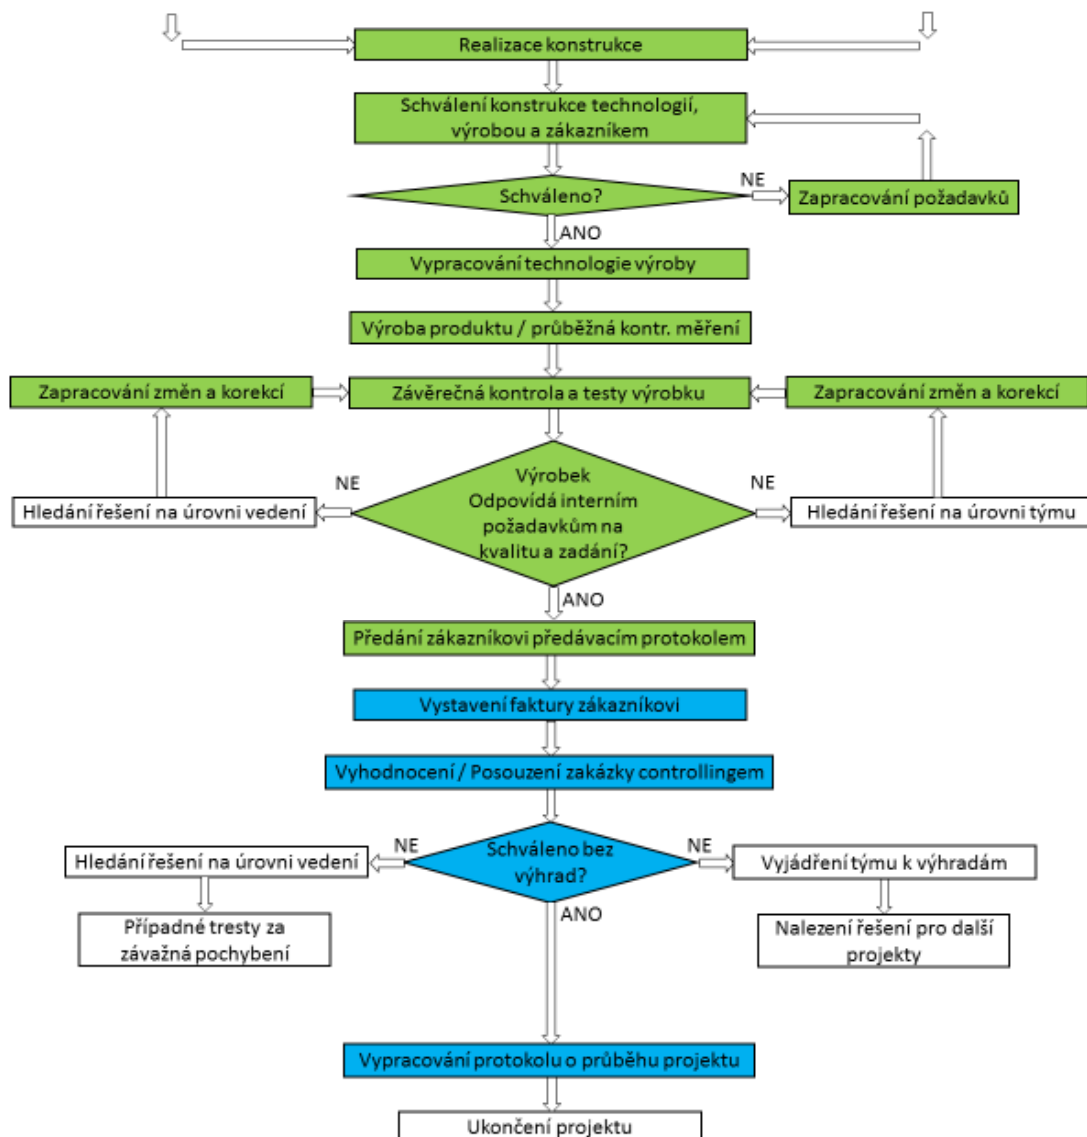 Realizace konstrukce
Schválení konstrukce technologií,
výrobou a zákazníkem
Schváleno?
NE
Zapracování požadavků
ANO
Vypracování technologie výroby
Výroba produktu / průběžná kontr. měření
Zapracování změn a korekcí
Závěrečná kontrola a testy výrobku
Zapracování změn a korekcí
NE
Výrobek
Odpovídá interním
požadavkům na
kvalitu a zadání?
NE
Hledání řešení na úrovni vedení
Hledání řešení na úrovni týmu
ANO
Předání zákazníkovi předávacím protokolem
Vystavení faktury zákazníkovi
Vyhodnocení / Posouzení zakázky controllingem
NE
Schváleno bez
výhrad?
NE
Hledání řešení na úrovni vedení
Vyjádření týmu k výhradám
ANO
Případné tresty za
závažná pochybení
Nalezení řešení pro další
projekty
Vypracování protokolu o průběhu projektu
Ukončení projektu